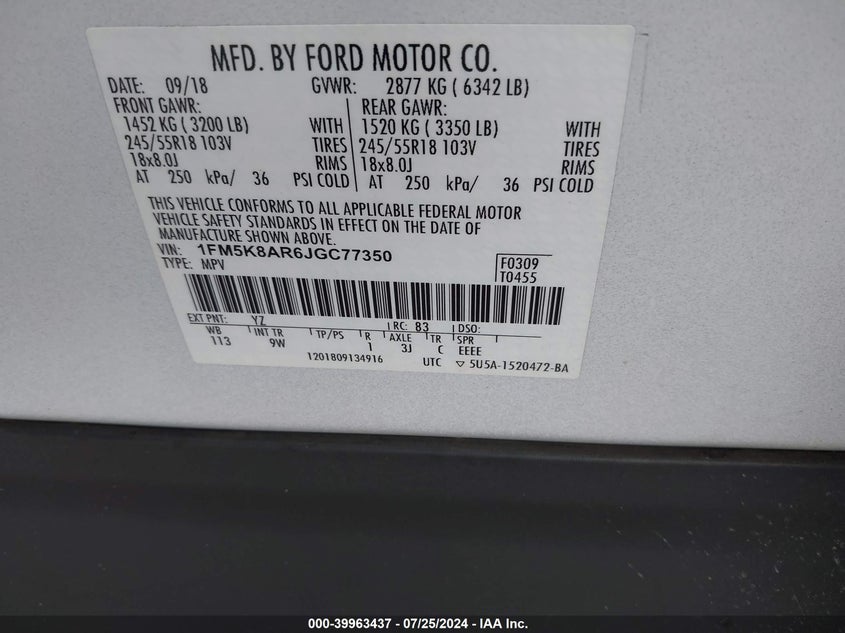 MFD. BY FORD MOTOR CO.
DATE: 09/18 GVWR: 2877 KG ( 6342 LB)
FRONT GAWR: REAR GAWR:
1452 KG ( 3200 LB) WITH 1520 KG ( 3350 LB) WITH
245/55R18 103V TIRES 245/55R18 103V TIRES
18x8.0J RIMS 18x8.0J RIMS
AT 250 kPa/ 36 PSI COLD AT 250 kPa/ 36 PSI COLD
THIS VEHICLE CONFORMS TO ALL APPLICABLE FEDERAL MOTOR
VEHICLE SAFETY STANDARDS IN EFFECT ON THE DATE OF
MANUFACTURE SHOWN ABOVE.
VIN: 1FM5K8AR6JGC77350 F0309
TYPE: MPV T0455
EXT PNT: YZ RC: 83 DSO:
WB INT TR TP/PS R AXLE TR SPR
113 9W 1 3J C EEEE
1201809134916 UTC ▽ 5U5A-1520472-BA
000-39963437 - 07/25/2024 - IAA Inc.